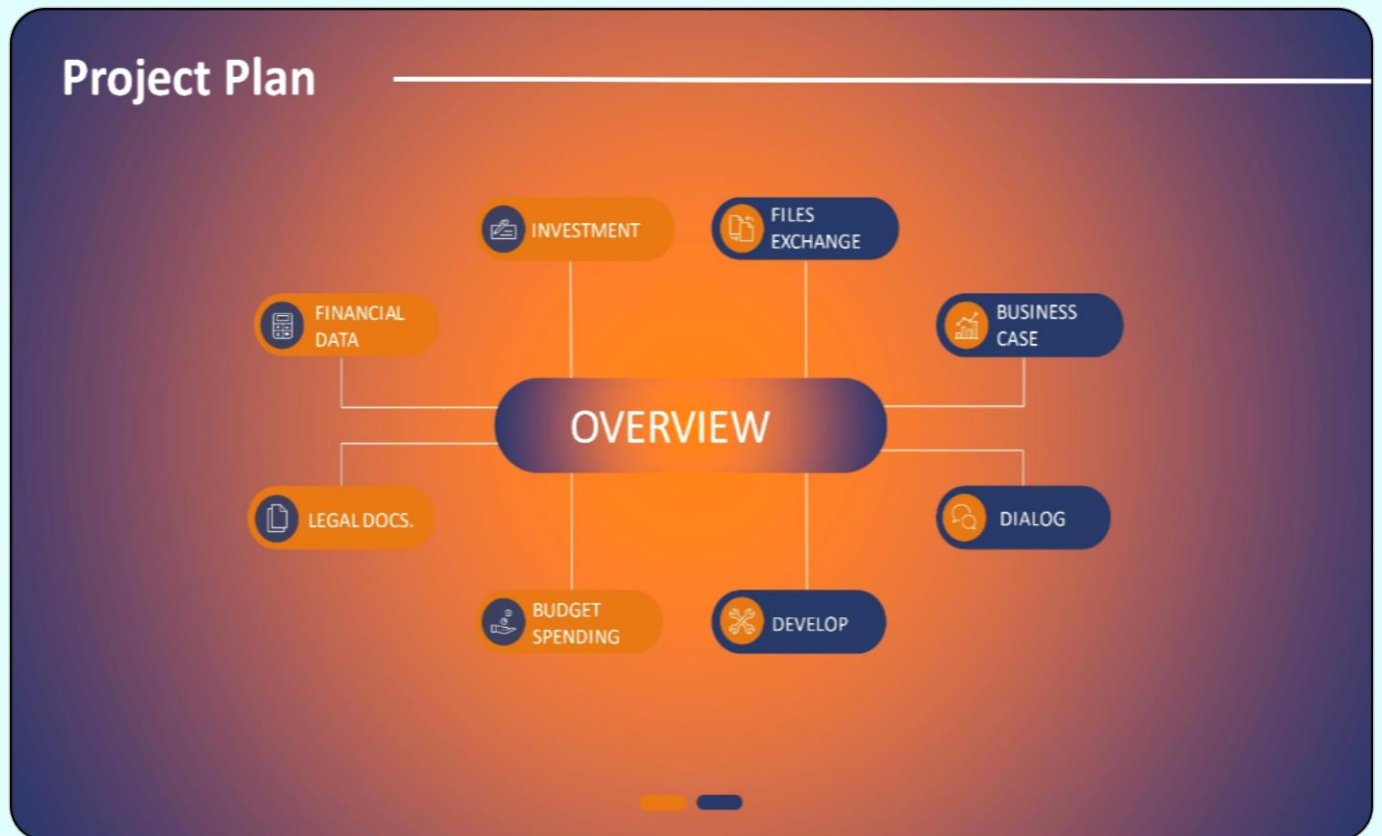 Project Plan
INVESTMENT
FILES
EXCHANGE
FINANCIAL
DATA
BUSINESS
CASE
OVERVIEW
LEGAL DOCS.
DIALOG
BUDGET
SPENDING
DEVELOP